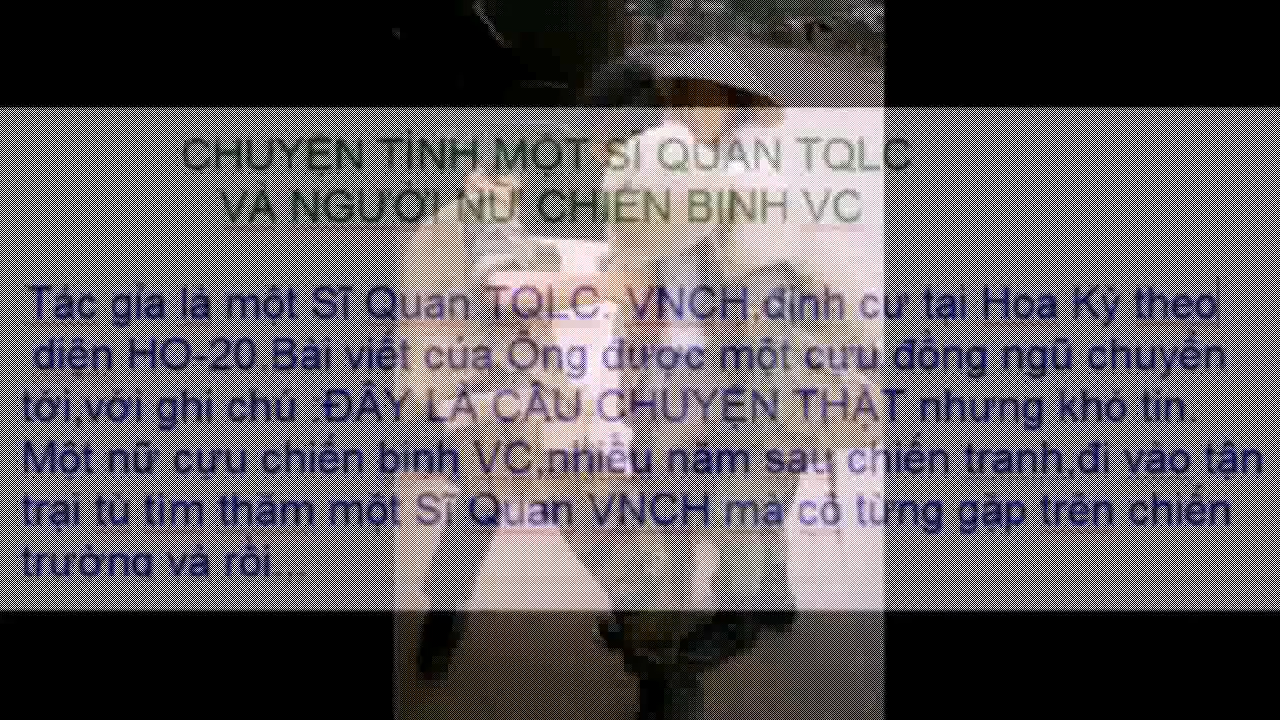 CHUYỆN TÌNH MỘT SĨ QUAN TQLC
VÀ NGƯỜI NỮ CHIẾN BINH VC
Tác giả là một Sĩ Quan TQLC. VNCH định cư tại Hoa Kỳ theo
diện HO-20 Bài viết của Ông được một cựu đồng ngũ chuyển
tới với ghi chú ĐÂY LÀ CÂU CHUYỆN THẬT nhưng khó tin
Một nữ cựu chiến binh VC nhiều năm sau chiến tranh đi vào tận
trại tù tìm thăm một Sĩ Quan VNCH mà cô từng gặp trên chiến
trường và rồi